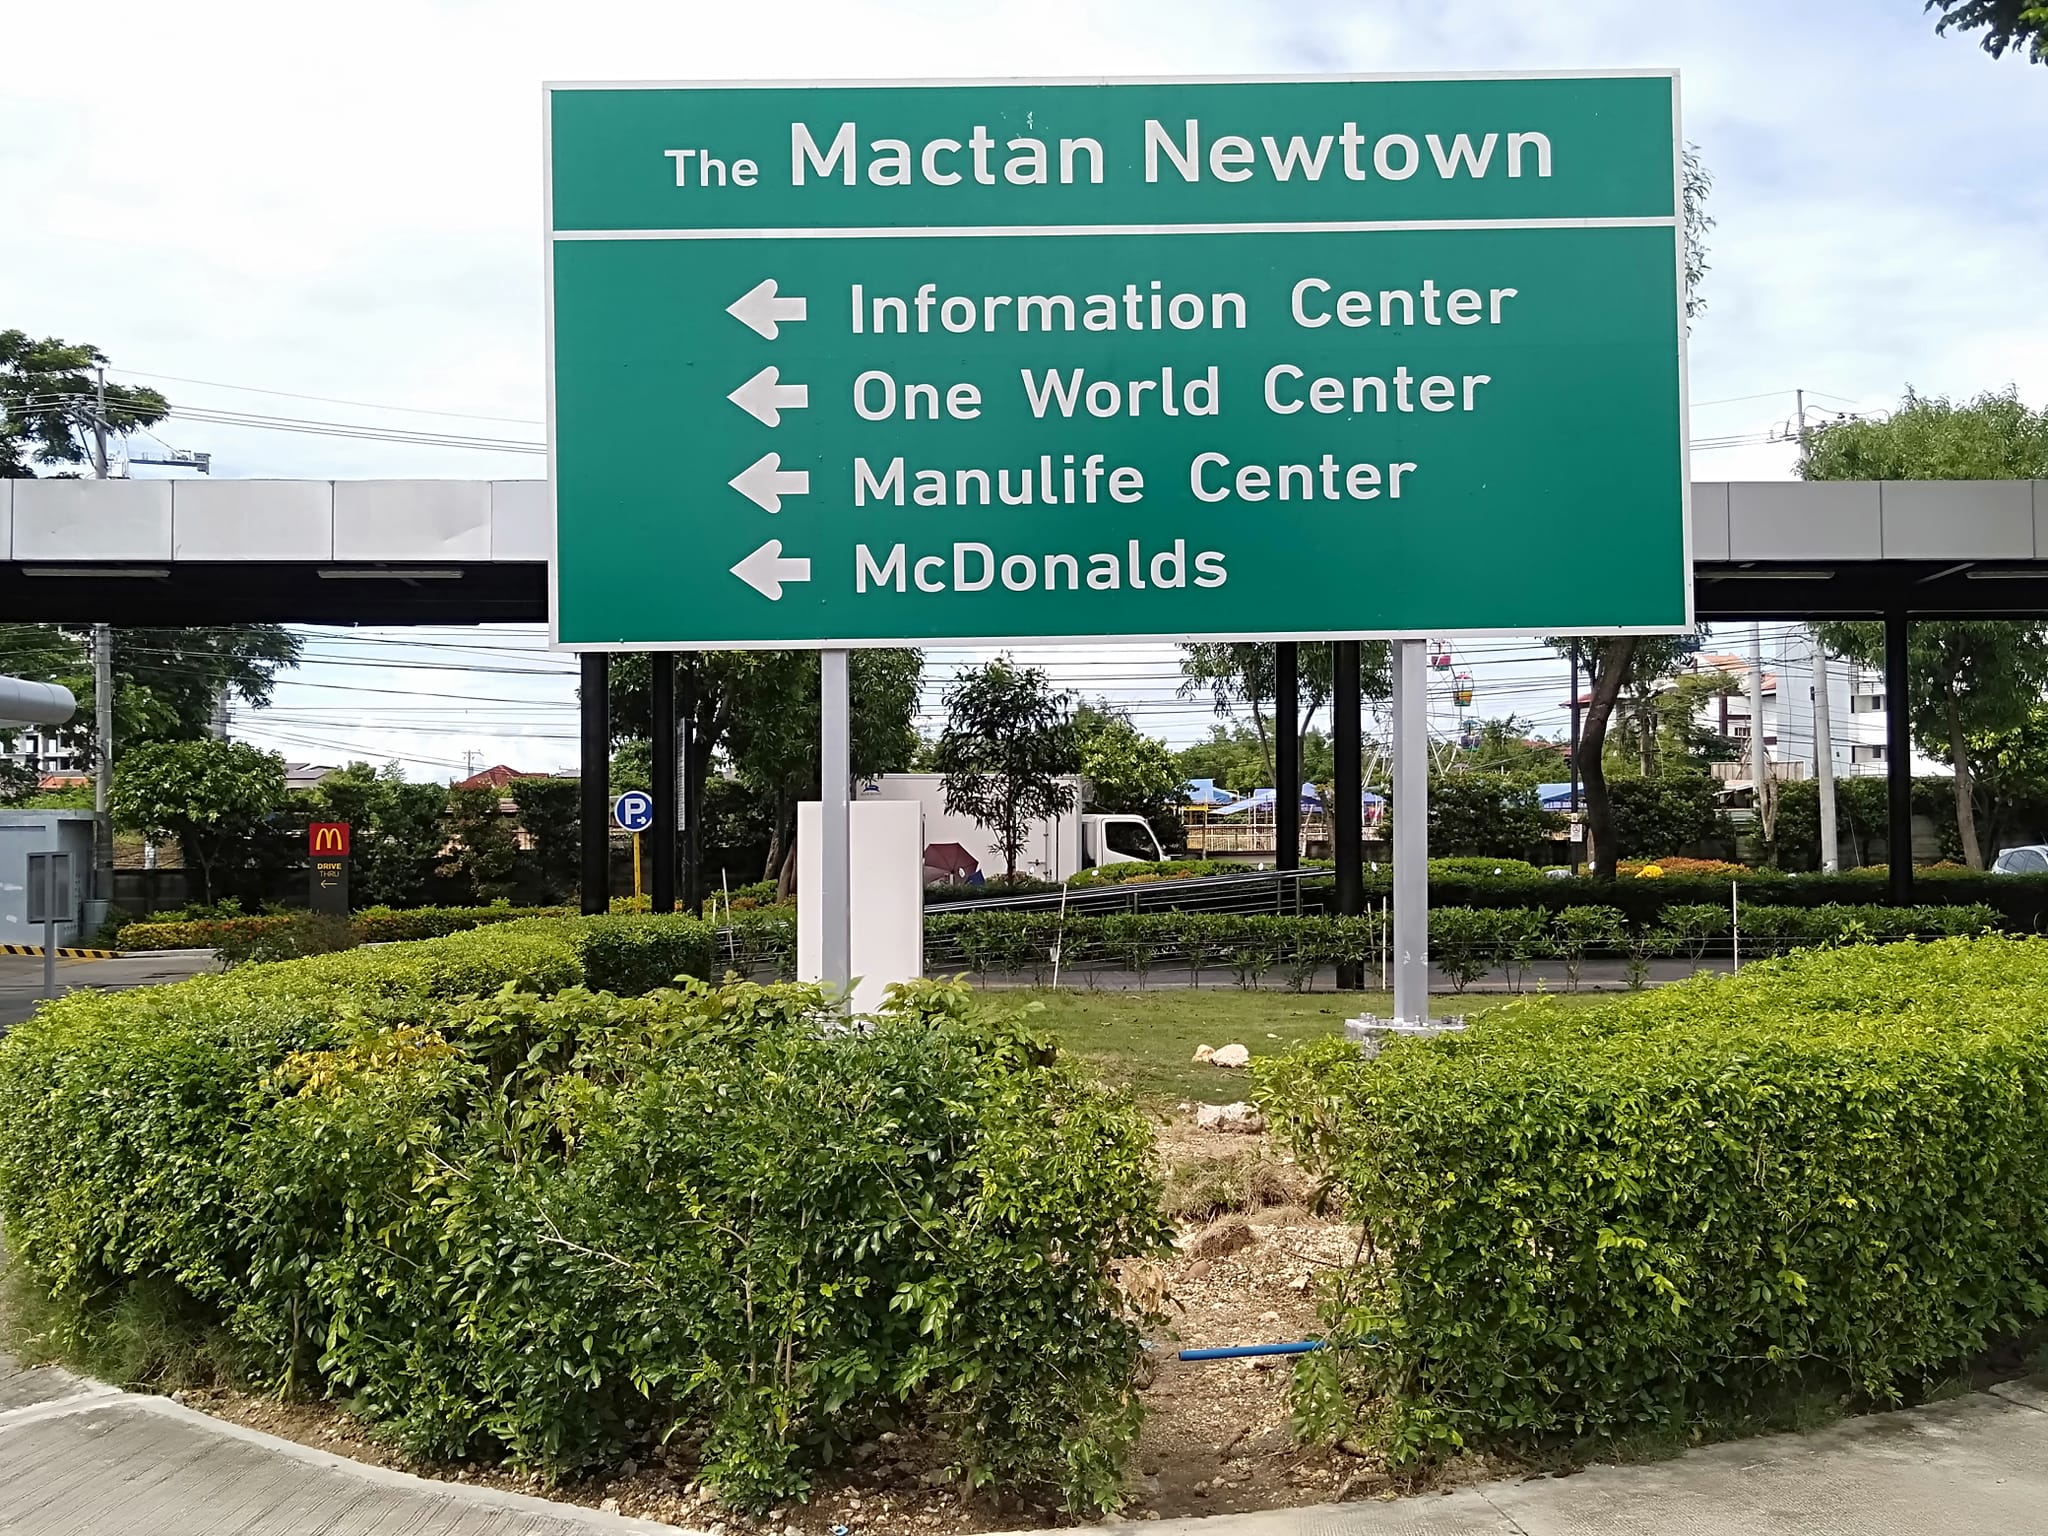 The Mactan Newtown
Information Center
One World Center
Manulife Center
McDonalds
P
DRIVE
THRU